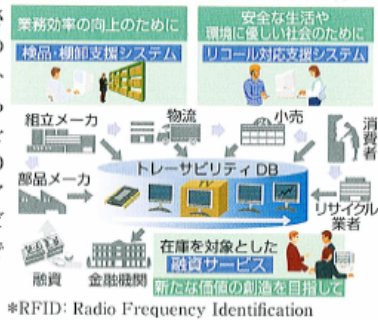 業務効率の向上のために
検品・棚卸支援システム
安全な生活や
環境に優しい社会のために
リコール対応支援システム
組立メーカ
物流
小売
消費者
トレーサビリティDB
部品メーカ
リサイクル
業者
在庫を対象とした
融資サービス
融資
金融機関
新たな価値の創造を目指して
*RFID: Radio Frequency Identification